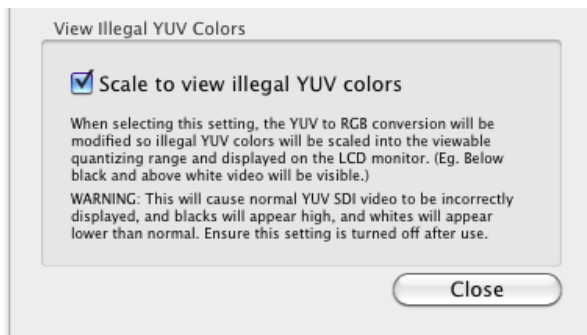 View Illegal YUV Colors
Scale to view illegal YUV colors
When selecting this setting, the YUV to RGB conversion will be
modified so illegal YUV colors will be scaled into the viewable
quantizing range and displayed on the LCD monitor. (Eg. Below
black and above white video will be visible.)
WARNING: This will cause normal YUV SDI video to be incorrectly
displayed, and blacks will appear high, and whites will appear
lower than normal. Ensure this setting is turned off after use.
Close